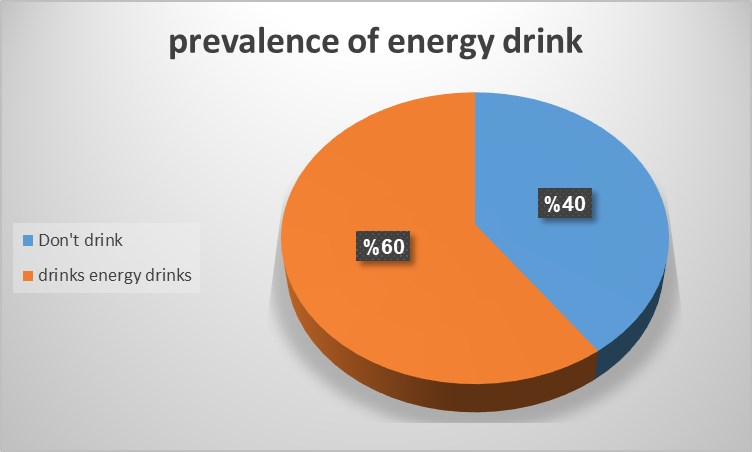 prevalence of energy drink
%40
%60
Don't drink
drinks energy drinks